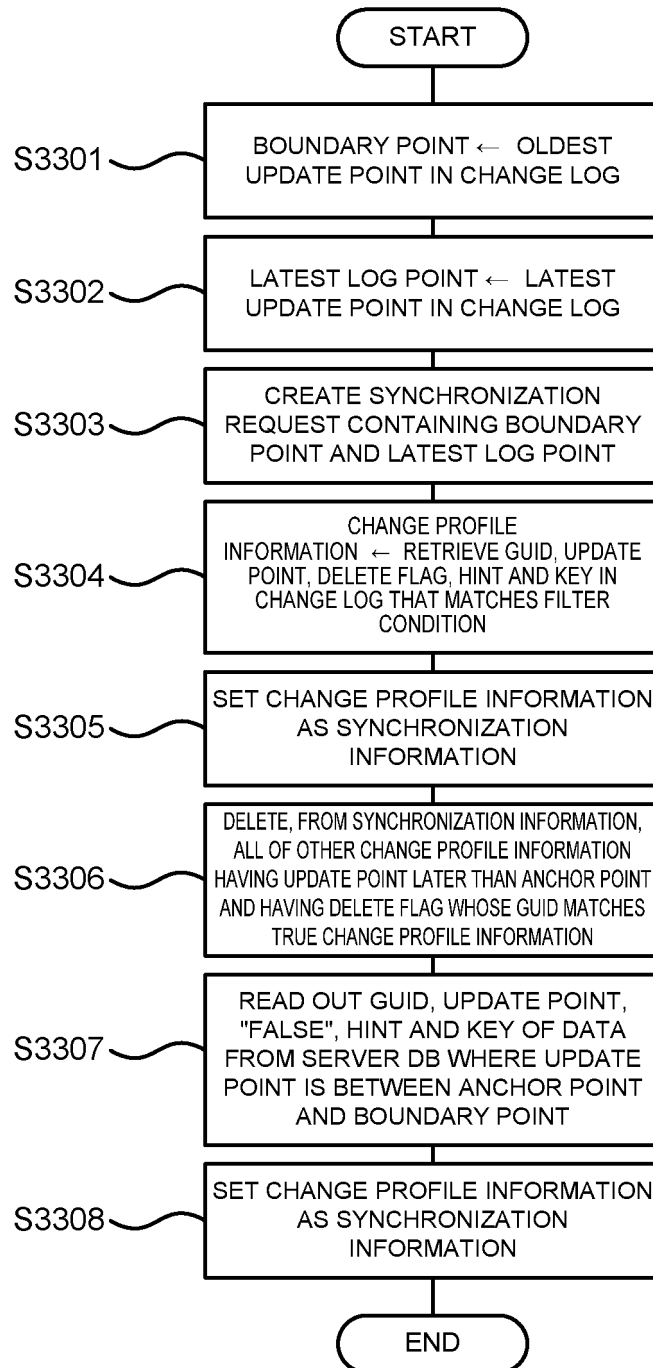 START
S3301
BOUNDARY POINT ← OLDEST
UPDATE POINT IN CHANGE LOG
S3302
LATEST LOG POINT ← LATEST
UPDATE POINT IN CHANGE LOG
S3303
CREATE SYNCHRONIZATION
REQUEST CONTAINING BOUNDARY
POINT AND LATEST LOG POINT
S3304
CHANGE PROFILE
INFORMATION ← RETRIEVE GUID, UPDATE
POINT, DELETE FLAG, HINT AND KEY IN
CHANGE LOG THAT MATCHES FILTER
CONDITION
S3305
SET CHANGE PROFILE INFORMATION
AS SYNCHRONIZATION
INFORMATION
S3306
DELETE, FROM SYNCHRONIZATION INFORMATION,
ALL OF OTHER CHANGE PROFILE INFORMATION
HAVING UPDATE POINT LATER THAN ANCHOR POINT
AND HAVING DELETE FLAG WHOSE GUID MATCHES
TRUE CHANGE PROFILE INFORMATION
S3307
READ OUT GUID, UPDATE POINT,
"FALSE", HINT AND KEY OF DATA
FROM SERVER DB WHERE UPDATE
POINT IS BETWEEN ANCHOR POINT
AND BOUNDARY POINT
S3308
SET CHANGE PROFILE INFORMATION
AS SYNCHRONIZATION
INFORMATION
END